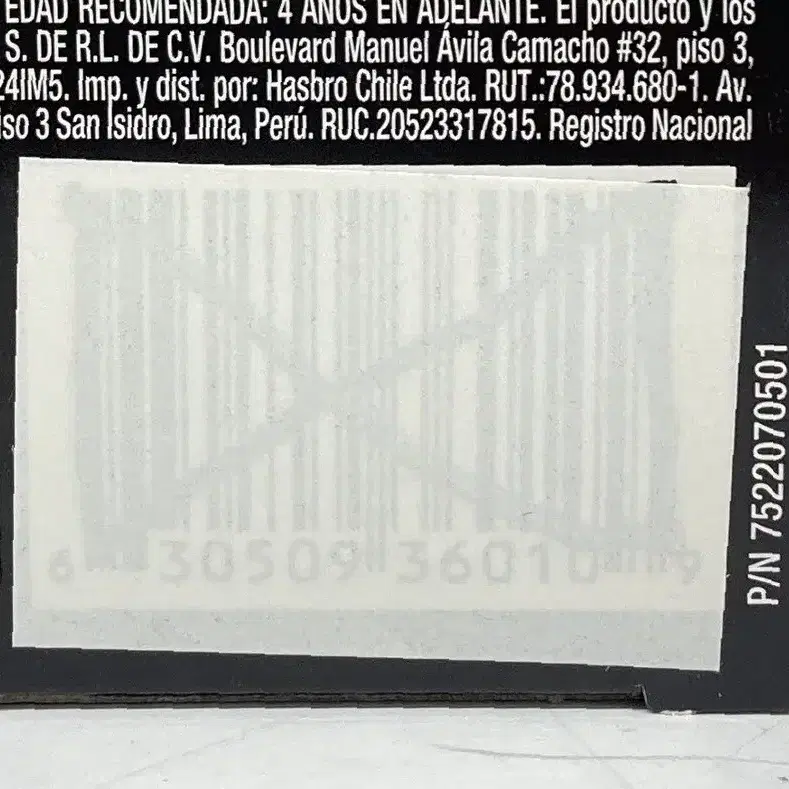 EDAD RECOMENDADA: 4 AÑOS EN ADELANTE. El producto y los
S. DE R.L. DE C.V. Boulevard Manuel Ávila Camacho #32, piso 3,
24IM5. Imp. y dist. por: Hasbro Chile Ltda. RUT.:78.934.680-1. Av.
iso 3 San Isidro, Lima, Perú. RUC.20523317815. Registro Nacional
6 30509 36010 9
P/N 7522070501